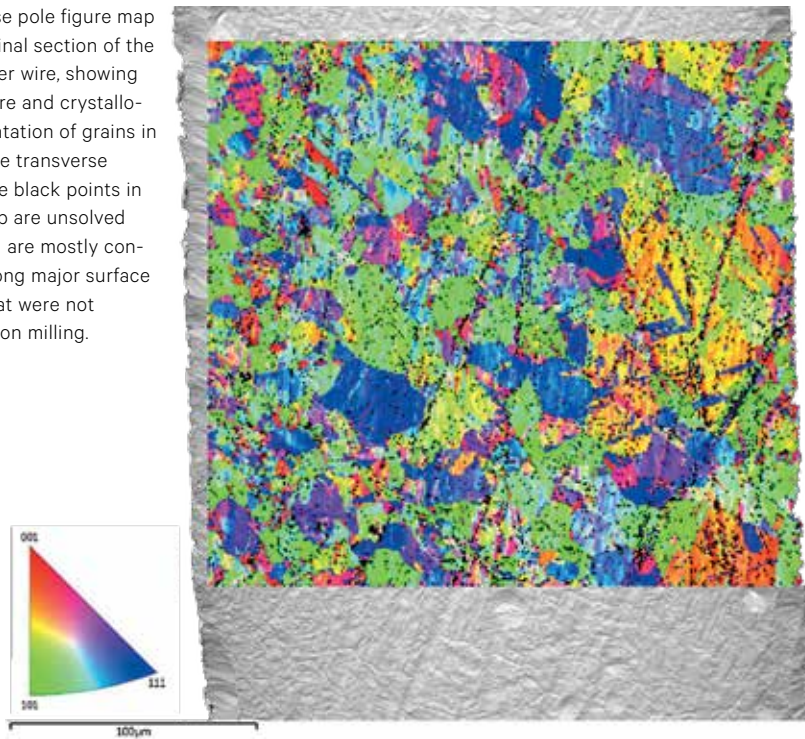 se pole figure map
inal section of the
er wire, showing
re and crystallo-
tation of grains in
e transverse
e black points in
p are unsolved
are mostly con-
ong major surface
at were not
on milling.
001
111
101
100µm